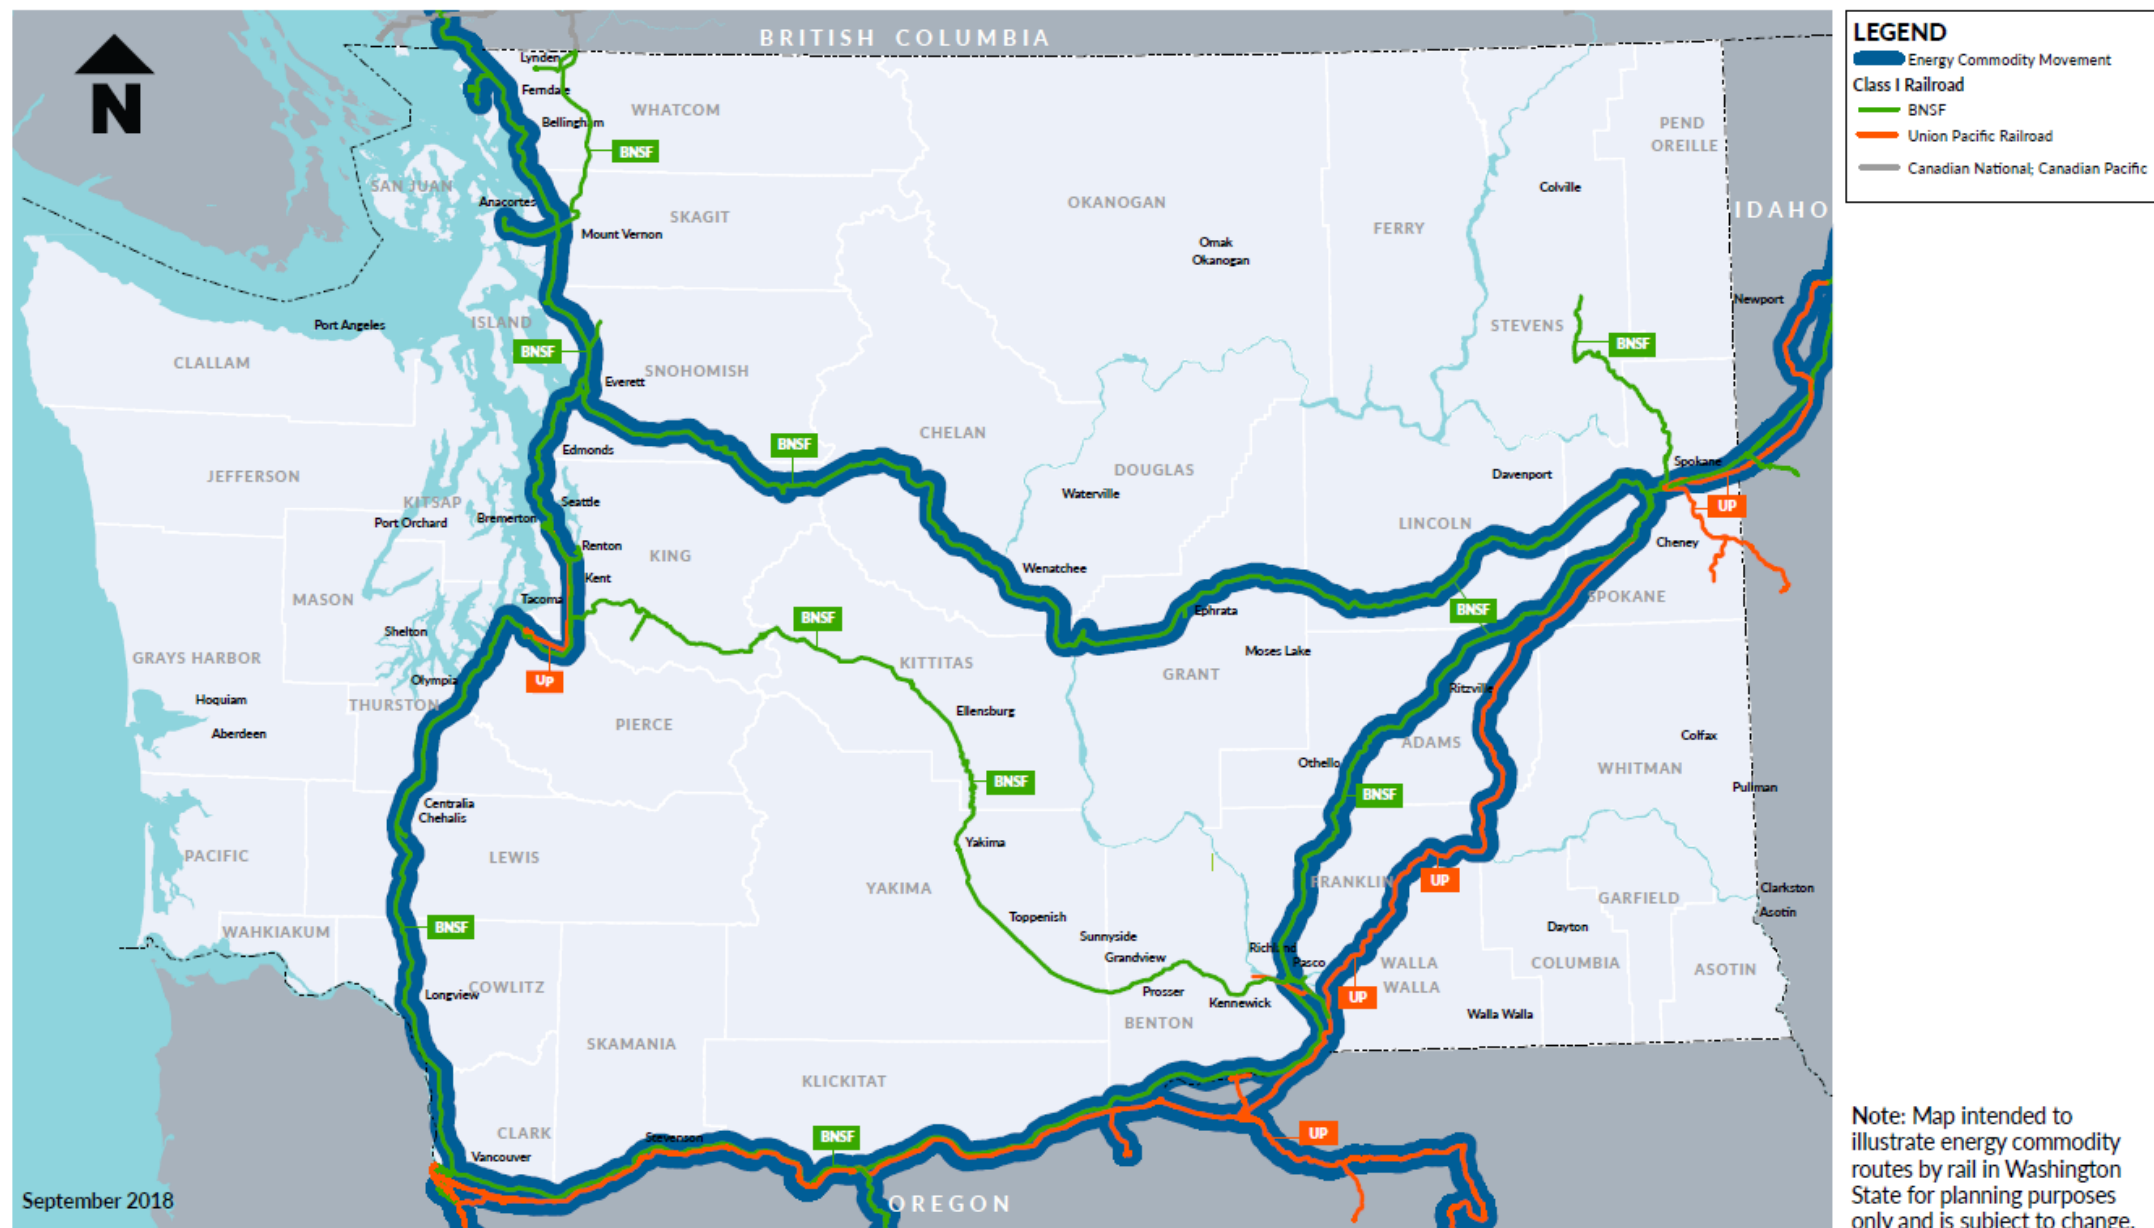 BRITISH COLUMBIA
N
LEGEND
Energy Commodity Movement
Class I Railroad
BNSF
Union Pacific Railroad
Canadian National; Canadian Pacific
Lynden
Ferndale
WHATCOM
Bellingham
BNSF
PEND
OREILLE
SAN JUAN
Anacortes
SKAGIT
Mount Vernon
OKANOGAN
Omak
Okanogan
FERRY
Colville
IDAHO
Newport
Port Angeles
ISLAND
BNSF
STEVENS
BNSF
CLALLAM
SNOHOMISH
Everett
BNSF
CHELAN
Edmonds
DOUGLAS
Waterville
Davenport
Spokane
JEFFERSON
KITSAP
Port Orchard
Bremerton
Seattle
LINCOLN
UP
Renton
KING
Kent
Wenatchee
Cheney
MASON
Tacoma
Shelton
BNSF
Ephrata
BNSF
SPOKANE
GRAYS HARBOR
Olympia
UP
KITTITAS
Moses Lake
GRANT
Ritzville
Hoquiam
THURSTON
Aberdeen
PIERCE
Ellensburg
ADAMS
Colfax
Othello
WHITMAN
Pullman
BNSF
BNSF
Centralia
Chehalis
Yakima
PACIFIC
LEWIS
YAKIMA
FRANKLIN
UP
GARFIELD
Clarkston
Asotin
WAHKIAKUM
BNSF
Toppenish
Sunnyside
Grandview
Richland
Pasco
Dayton
WALLA
WALLA
COLUMBIA
ASOTIN
COWLITZ
Longview
Prosser
Kennewick
UP
BENTON
Walla Walla
SKAMANIA
KLICKITAT
CLARK
Stevenson
Vancouver
BNSF
UP
September 2018
OREGON
Note: Map intended to
illustrate energy commodity
routes by rail in Washington
State for planning purposes
only and is subject to change.